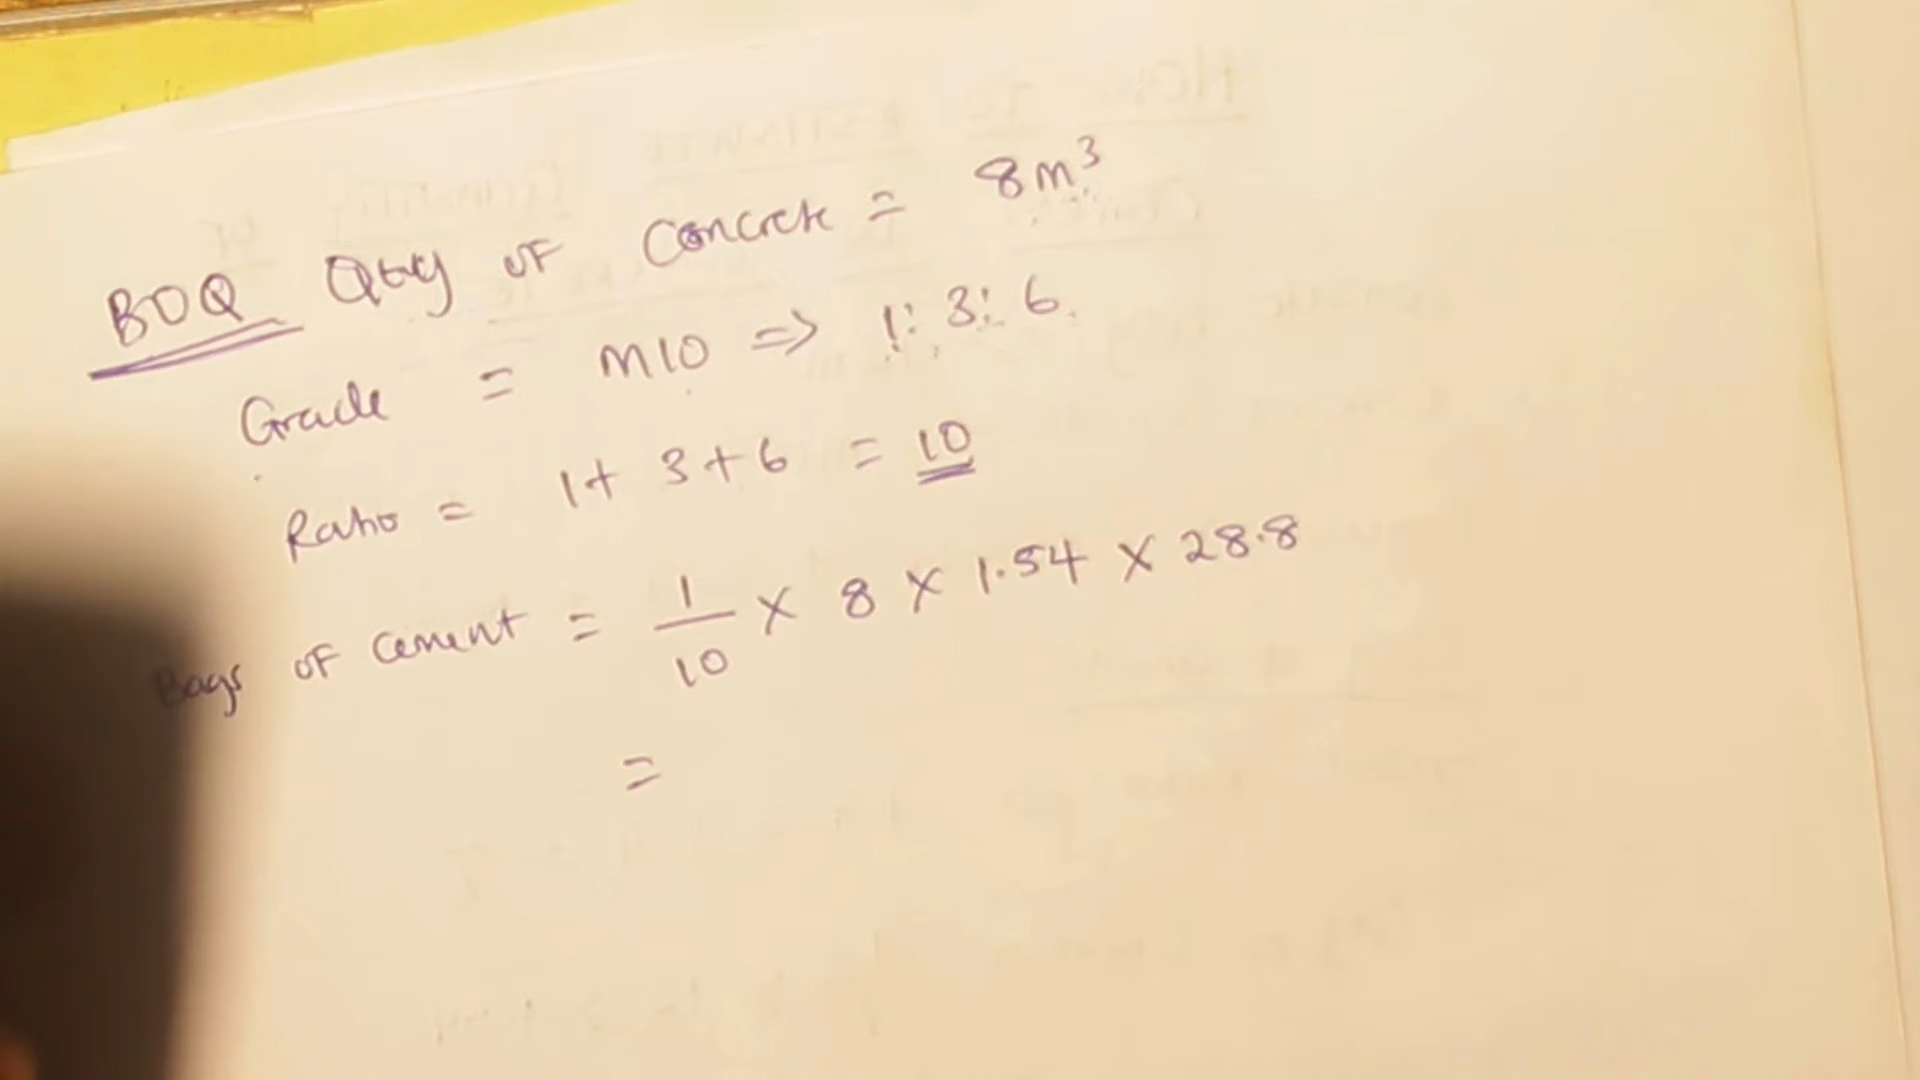 BOQ Qty of Concrete = 8m³
Grade = M10 => 1:3:6
Ratio = 1+3+6 = 10
Bags of cement = 1/10 x 8 x 1.54 x 28.8
=